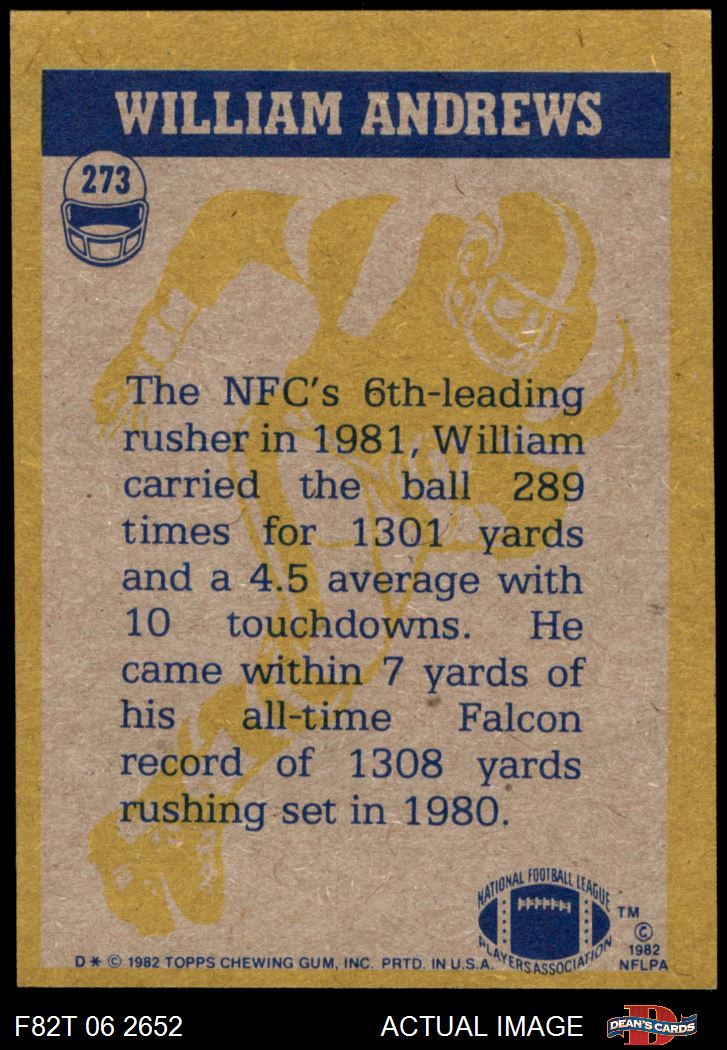 WILLIAM ANDREWS
273
The NFC's 6th-leading
rusher in 1981, William
carried the ball 289
times for 1301 yards
and a 4.5 average with
10 touchdowns. He
came within 7 yards of
his all-time Falcon
record of 1308 yards
rushing set in 1980.
NATIONAL FOOTBALL LEAGUE
PLAYERS ASSOCIATION
TM
©
1982
NFLPA
D * © 1982 TOPPS CHEWING GUM, INC. PRTD. IN U.S.A.
F82T 06 2652
ACTUAL IMAGE
D
DEAN'S CARDS